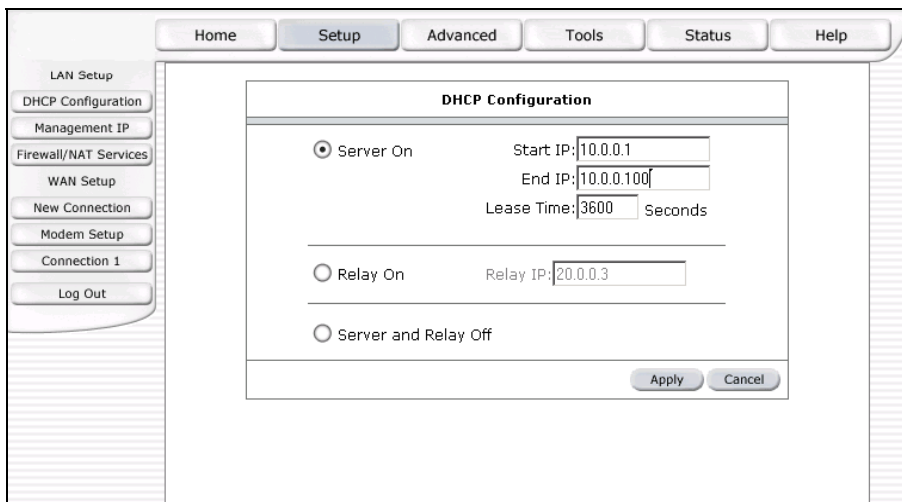 Home Setup Advanced Tools Status Help
LAN Setup
DHCP Configuration
Management IP
Firewall/NAT Services
WAN Setup
New Connection
Modem Setup
Connection 1
Log Out
DHCP Configuration
Server On Start IP: 10.0.0.1
End IP: 10.0.0.100
Lease Time: 3600 Seconds
Relay On Relay IP: 20.0.0.3
Server and Relay Off
Apply Cancel